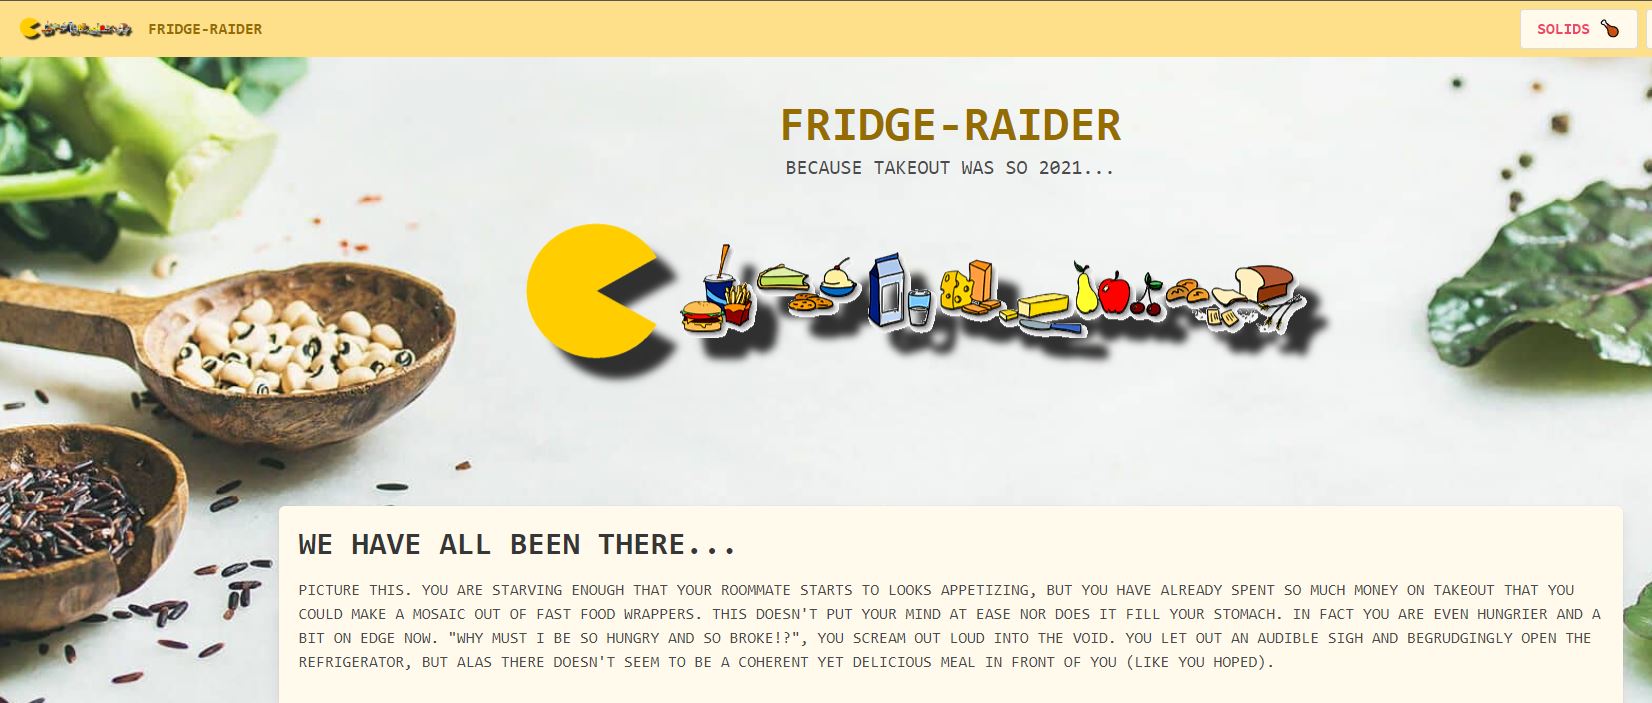 FRIDGE-RAIDER
SOLIDS
FRIDGE-RAIDER
BECAUSE TAKEOUT WAS SO 2021...
WE HAVE ALL BEEN THERE...
PICTURE THIS. YOU ARE STARVING ENOUGH THAT YOUR ROOMMATE STARTS TO LOOKS APPETIZING, BUT YOU HAVE ALREADY SPENT SO MUCH MONEY ON TAKEOUT THAT YOU
COULD MAKE A MOSAIC OUT OF FAST FOOD WRAPPERS. THIS DOESN'T PUT YOUR MIND AT EASE NOR DOES IT FILL YOUR STOMACH. IN FACT YOU ARE EVEN HUNGRIER AND A
BIT ON EDGE NOW. "WHY MUST I BE SO HUNGRY AND SO BROKE!?", YOU SCREAM OUT LOUD INTO THE VOID. YOU LET OUT AN AUDIBLE SIGH AND BEGRUDGINGLY OPEN THE
REFRIGERATOR, BUT ALAS THERE DOESN'T SEEM TO BE A COHERENT YET DELICIOUS MEAL IN FRONT OF YOU (LIKE YOU HOPED).